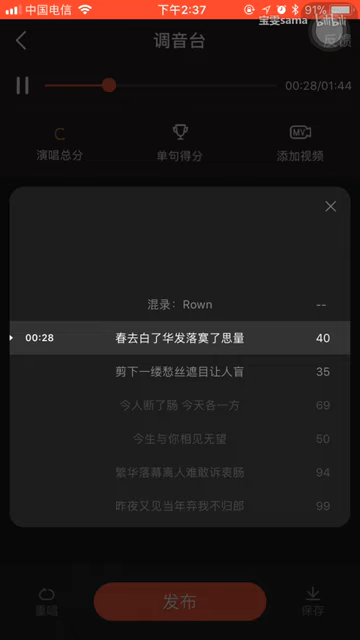 中国电信 下午2:37 91%
宝雯sama bilibili
调音台 反馈
00:28/01:44
C
MV
演唱总分 单句得分 添加视频
混录：Rown --
00:28 春去白了华发落寞了思量 40
剪下一缕愁丝遮目让人盲 35
今人断了肠 今天各一方 69
今生与你相见无望 50
繁华落幕离人难敢诉衷肠 94
昨夜又见当年弃我不归郎 99
重唱 发布 保存